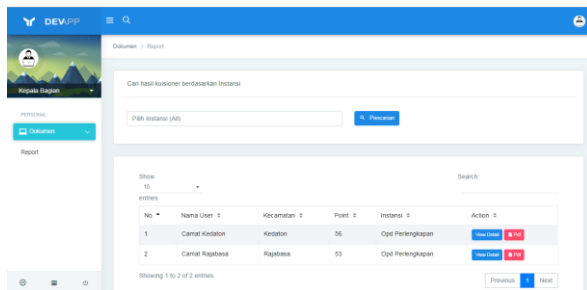 DEVAPP
Dokumen > Report
Kepala Bagian
Cari hasil kuisioner berdasarkan Instansi
PERSONAL
Pilih Instansi (All)
Pencarian
Dokumen
Report
Show
10
entries
Search:
No Nama User Kecamatan Point Instansi Action
1 Camat Kedaton Kedaton 56 Opd Perlengkapan View Detail Pdf
2 Camat Rajabasa Rajabasa 53 Opd Perlengkapan View Detail Pdf
Showing 1 to 2 of 2 entries
Previous 1 Next